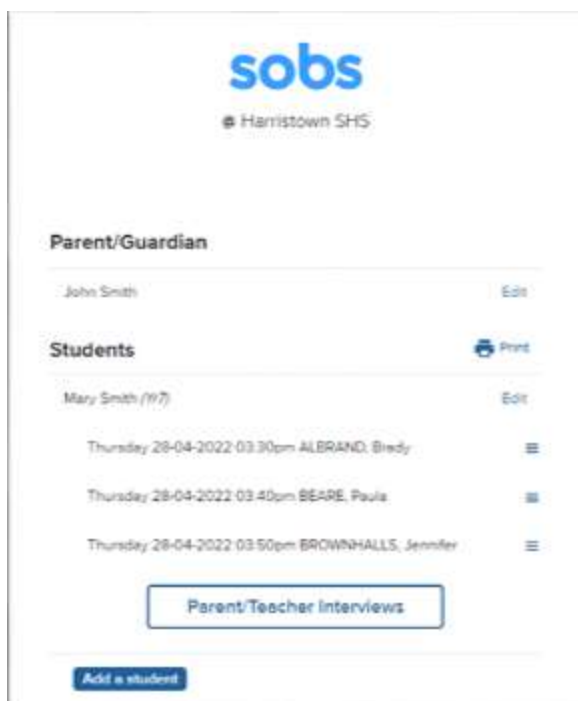 sobs
@ Harristown SHS
Parent/Guardian
John Smith Edit
Students Print
Mary Smith (Yr7) Edit
Thursday 28-04-2022 03:30pm ALBRAND, Brady
Thursday 28-04-2022 03:40pm BEARE, Paula
Thursday 28-04-2022 03:50pm BROWNHALLS, Jennifer
Parent/Teacher Interviews
Add a student